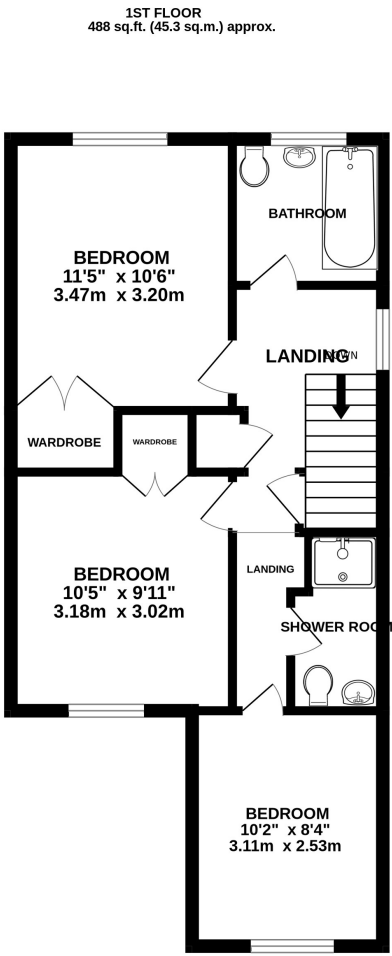 1ST FLOOR
488 sq.ft. (45.3 sq.m.) approx.
BATHROOM
BEDROOM
11'5" x 10'6"
3.47m x 3.20m
LANDING
DOWN
WARDROBE
WARDROBE
LANDING
BEDROOM
10'5" x 9'11"
3.18m x 3.02m
SHOWER ROOM
BEDROOM
10'2" x 8'4"
3.11m x 2.53m